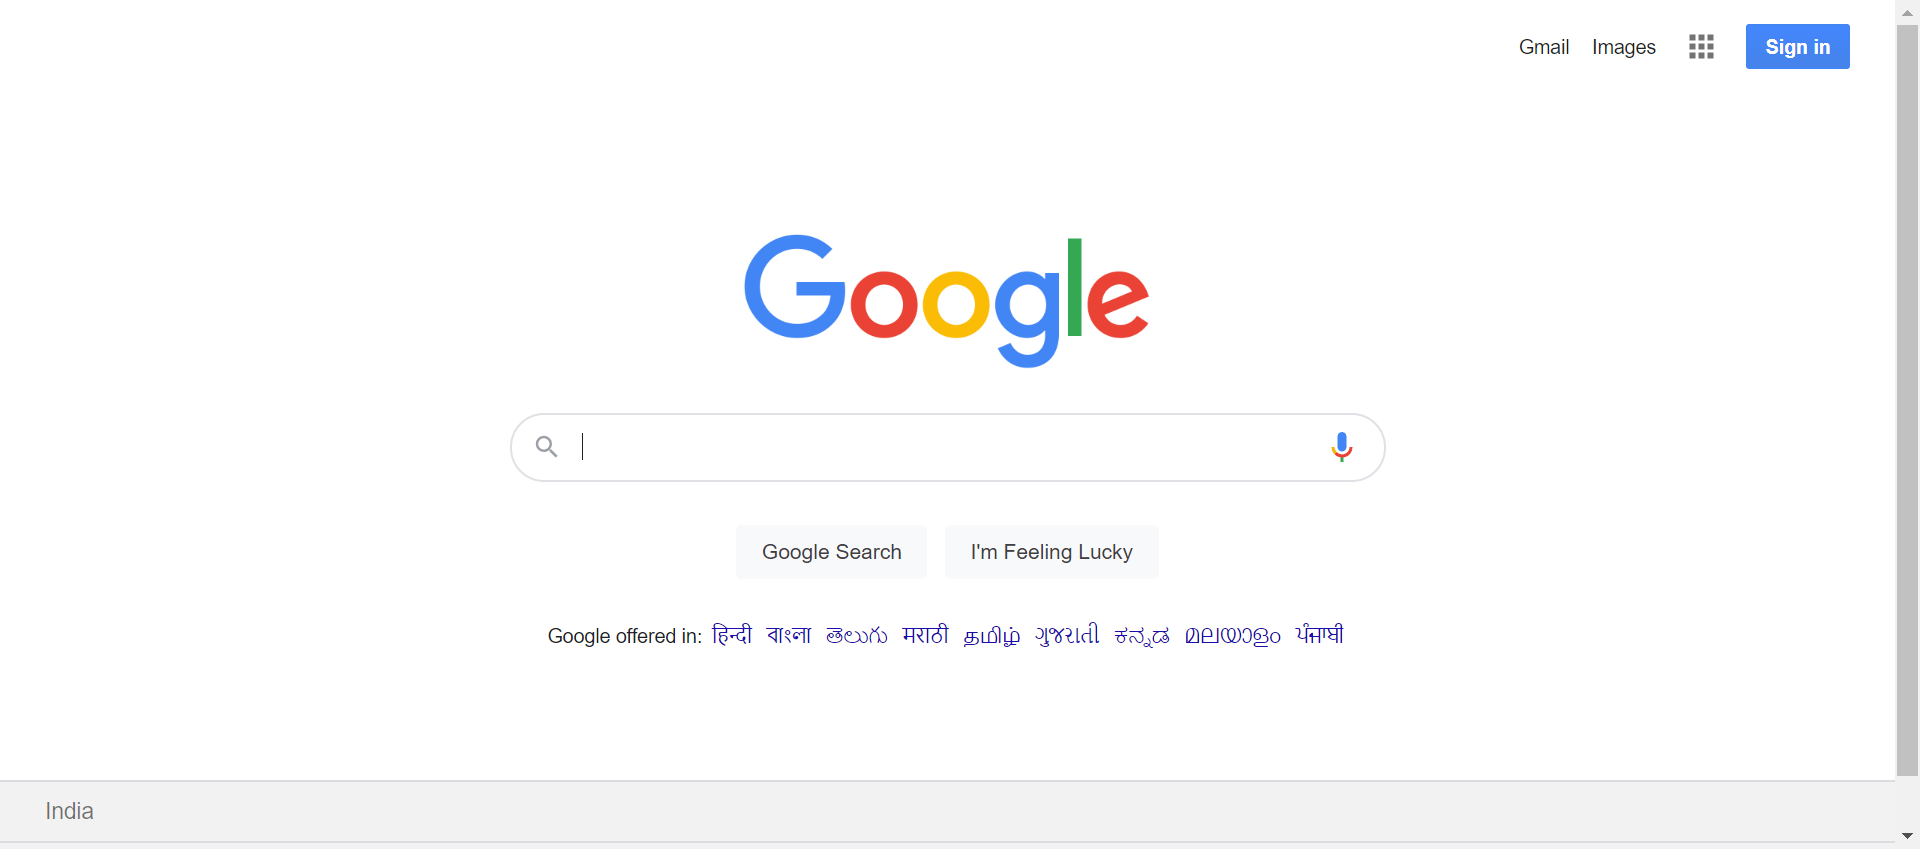 Gmail Images Sign in
Google
Google Search I'm Feeling Lucky
Google offered in: हिन्दी বাংলা తెలుగు मराठी தமிழ் ગુજરાતી ಕನ್ನಡ മലയാളം ਪੰਜਾਬੀ
India